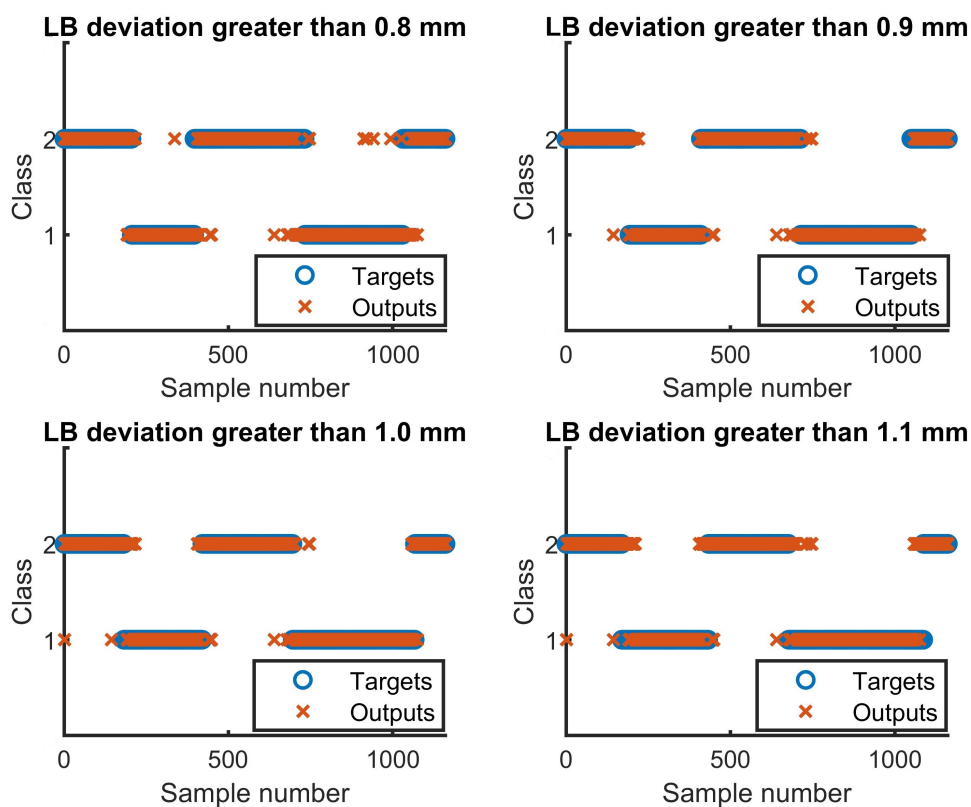 LB deviation greater than 0.8 mm
2
1
Class
Targets
Outputs
0
500
1000
Sample number
LB deviation greater than 0.9 mm
2
1
Class
Targets
Outputs
0
500
1000
Sample number
LB deviation greater than 1.0 mm
2
1
Class
Targets
Outputs
0
500
1000
Sample number
LB deviation greater than 1.1 mm
2
1
Class
Targets
Outputs
0
500
1000
Sample number